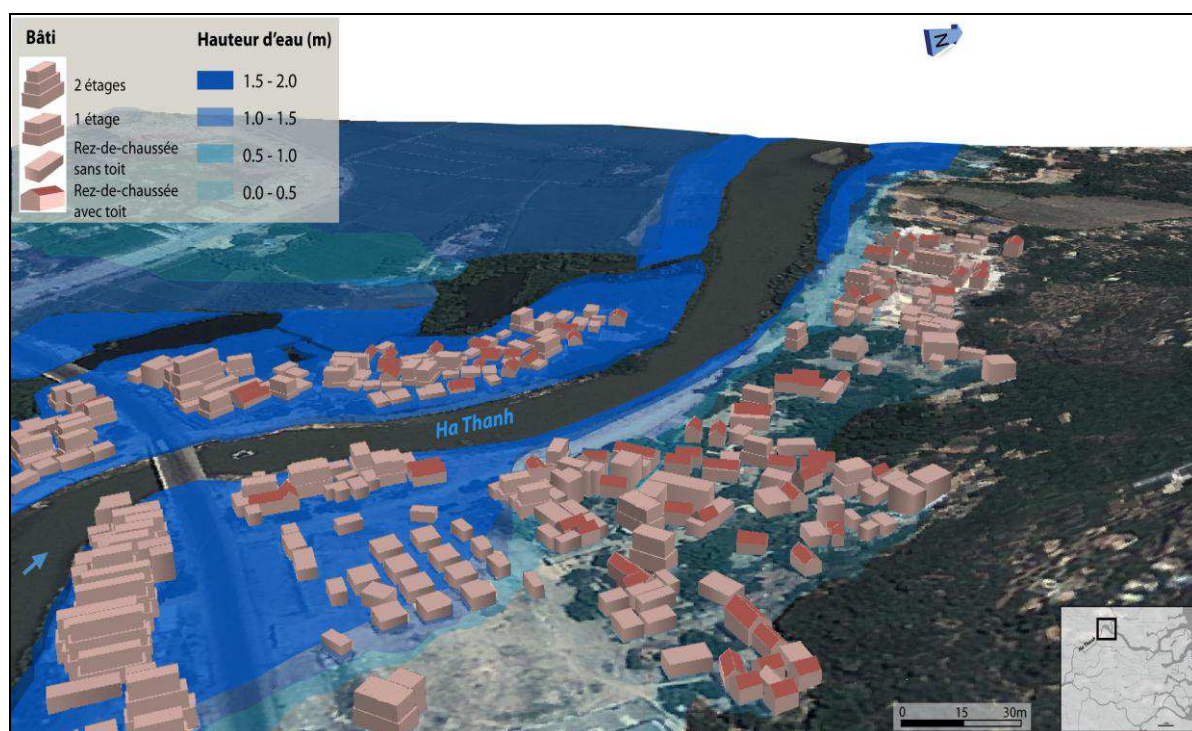 Bâti
2 étages
1 étage
Rez-de-chaussée
sans toit
Rez-de-chaussée
avec toit
Hauteur d'eau (m)
1.5 - 2.0
1.0 - 1.5
0.5 - 1.0
0.0 - 0.5
N
Ha Thanh
0 15 30m
Ha Thanh